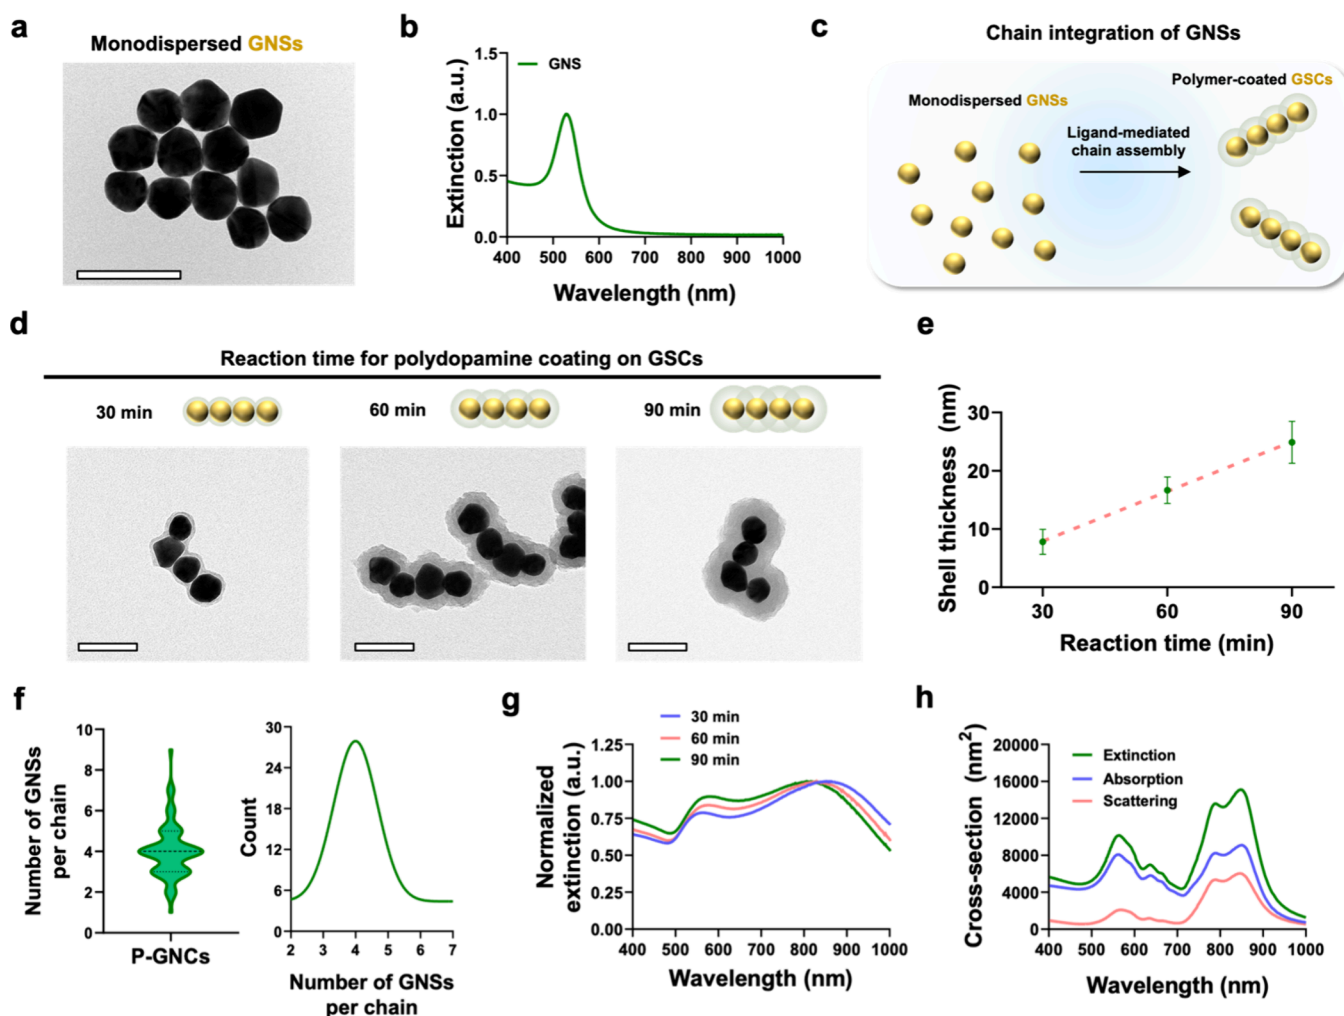 a
Monodispersed GNSs
b
Extinction (a.u.)
1.5
1.0
0.5
0.0
GNS
400 500 600 700 800 900 1000
Wavelength (nm)
c
Chain integration of GNSs
Monodispersed GNSs
Ligand-mediated
chain assembly
Polymer-coated GSCs
d
Reaction time for polydopamine coating on GSCs
30 min
60 min
90 min
e
Shell thickness (nm)
30
20
10
0
30 60 90
Reaction time (min)
f
Number of GNSs
per chain
10
8
6
4
2
0
P-GNCs
Count
30
24
18
12
6
0
2 3 4 5 6 7
Number of GNSs
per chain
g
30 min
60 min
90 min
Normalized
extinction (a.u.)
1.25
1.00
0.75
0.50
0.25
0.00
400 500 600 700 800 900 1000
Wavelength (nm)
h
Cross-section (nm2)
20000
16000
12000
8000
4000
0
Extinction
Absorption
Scattering
400 500 600 700 800 900 1000
Wavelength (nm)